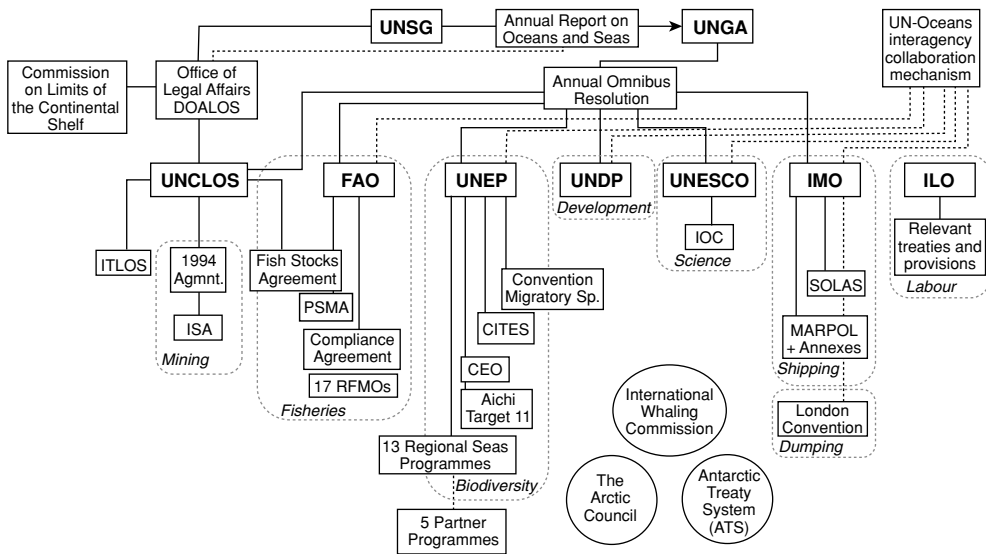 UNSG
Annual Report on
Oceans and Seas
UNGA
UN-Oceans
interagency
collaboration
mechanism
Commission
on Limits of
the Continental
Shelf
Office of
Legal Affairs
DOALOS
Annual Omnibus
Resolution
UNCLOS
FAO
UNEP
UNDP
UNESCO
IMO
ILO
Development
ITLOS
1994
Agmnt.
ISA
Mining
Fish Stocks
Agreement
PSMA
Compliance
Agreement
17 RFMOs
Fisheries
Convention
Migratory Sp.
CITES
CEO
Aichi
Target 11
13 Regional Seas
Programmes
Biodiversity
5 Partner
Programmes
IOC
Science
SOLAS
MARPOL
+ Annexes
Shipping
London
Convention
Dumping
Relevant
treaties and
provisions
Labour
International
Whaling
Commission
The
Arctic
Council
Antarctic
Treaty
System
(ATS)